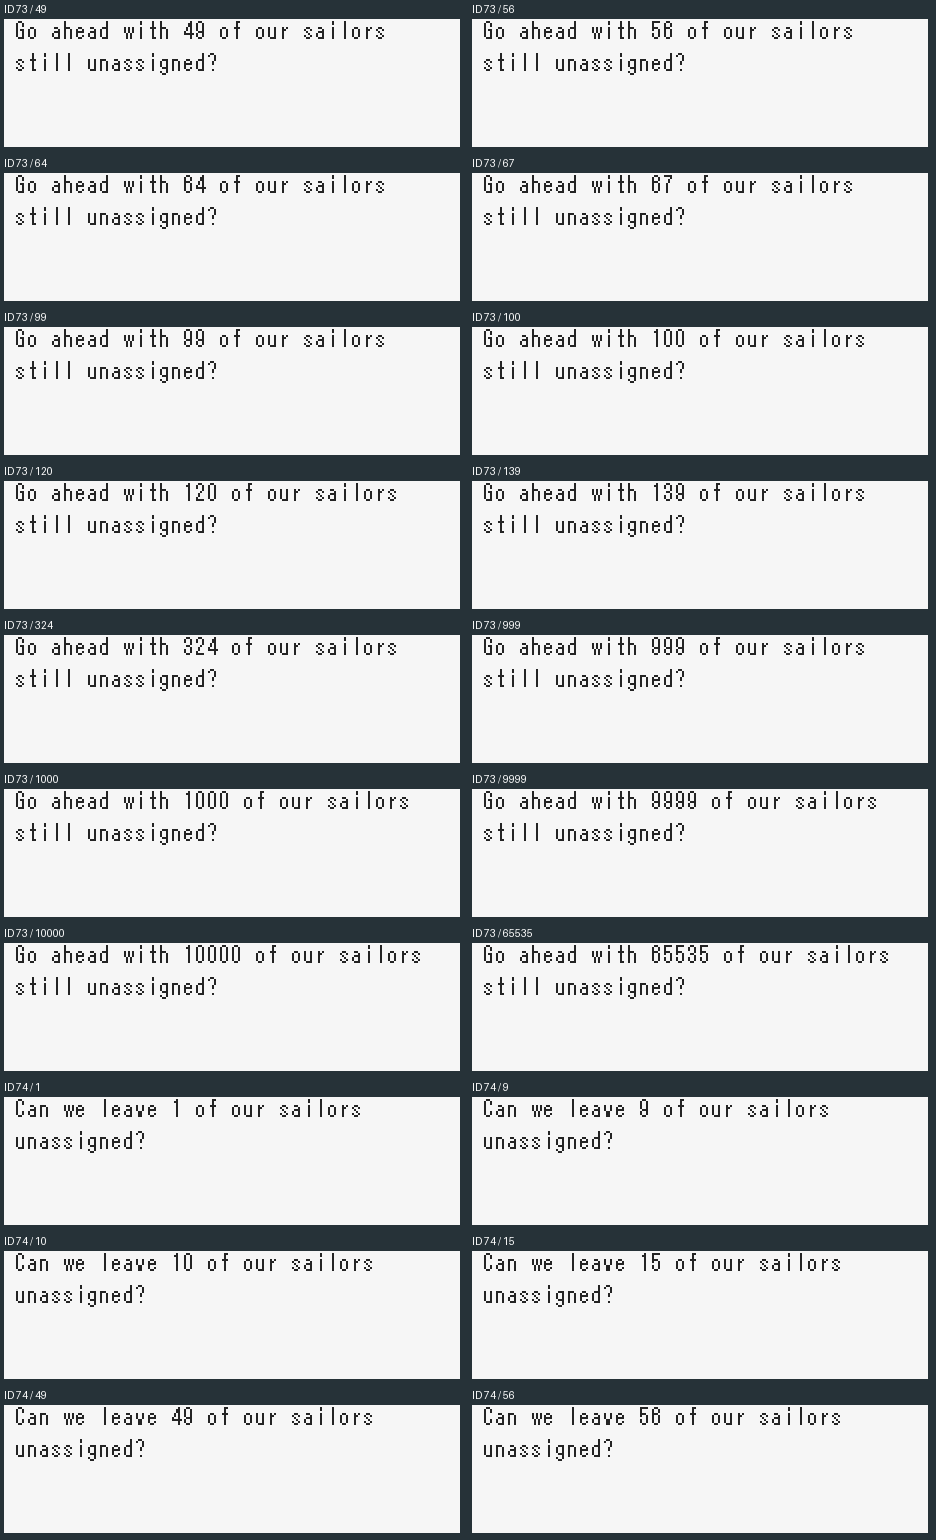 ID73/49
Go ahead with 49 of our sailors
still unassigned?
ID73/56
Go ahead with 56 of our sailors
still unassigned?
ID73/64
Go ahead with 64 of our sailors
still unassigned?
ID73/67
Go ahead with 67 of our sailors
still unassigned?
ID73/99
Go ahead with 99 of our sailors
still unassigned?
ID73/100
Go ahead with 100 of our sailors
still unassigned?
ID73/120
Go ahead with 120 of our sailors
still unassigned?
ID73/139
Go ahead with 139 of our sailors
still unassigned?
ID73/324
Go ahead with 324 of our sailors
still unassigned?
ID73/999
Go ahead with 999 of our sailors
still unassigned?
ID73/1000
Go ahead with 1000 of our sailors
still unassigned?
ID73/9999
Go ahead with 9999 of our sailors
still unassigned?
ID73/10000
Go ahead with 10000 of our sailors
still unassigned?
ID73/65535
Go ahead with 65535 of our sailors
still unassigned?
ID74/1
Can we leave 1 of our sailors
unassigned?
ID74/9
Can we leave 9 of our sailors
unassigned?
ID74/10
Can we leave 10 of our sailors
unassigned?
ID74/15
Can we leave 15 of our sailors
unassigned?
ID74/49
Can we leave 49 of our sailors
unassigned?
ID74/56
Can we leave 56 of our sailors
unassigned?